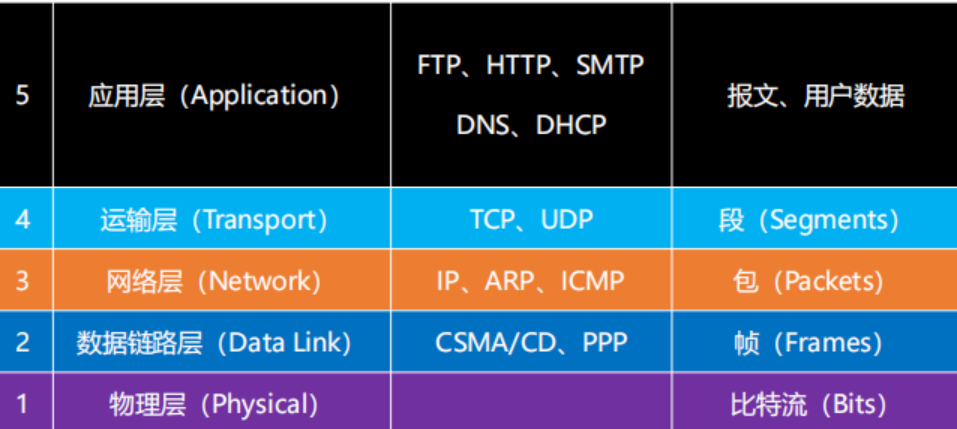 5 应用层（Application） FTP、HTTP、SMTP
DNS、DHCP 报文、用户数据
4 运输层（Transport） TCP、UDP 段（Segments）
3 网络层（Network） IP、ARP、ICMP 包（Packets）
2 数据链路层（Data Link） CSMA/CD、PPP 帧（Frames）
1 物理层（Physical） 比特流（Bits）